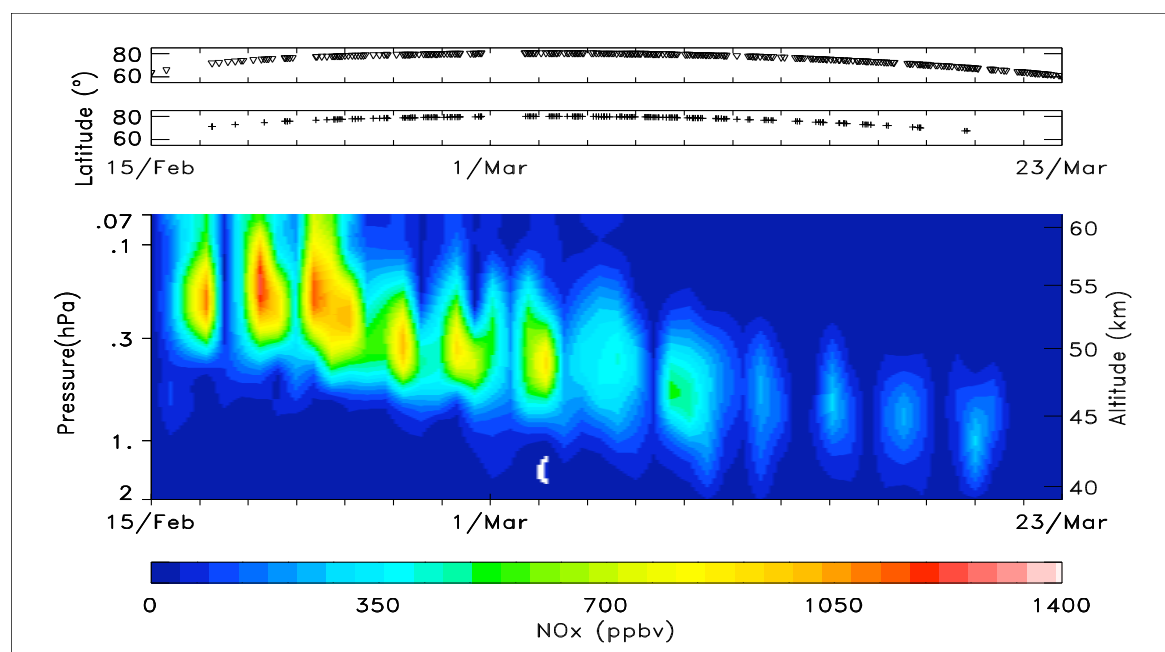 80
60
80
60
Latitude (°)
15/Feb 1/Mar 23/Mar
.07
.1
.3
1.
2
Pressure(hPa)
60
55
50
45
40
Altitude (km)
15/Feb 1/Mar 23/Mar
0 350 700 1050 1400
NOx (ppbv)